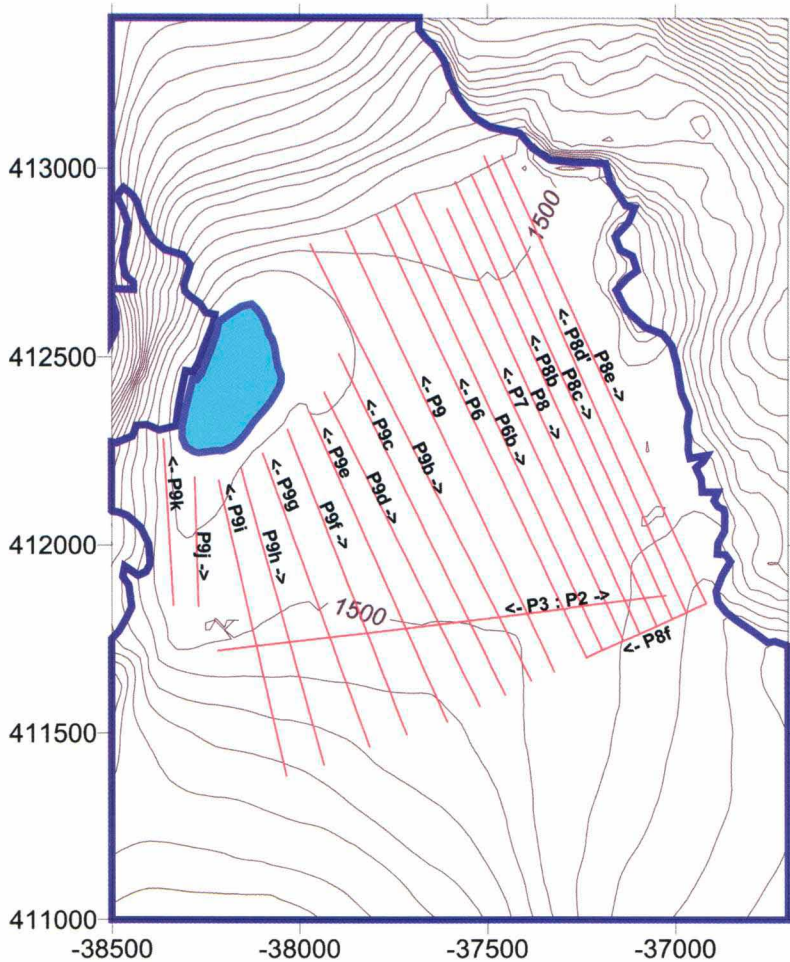 413000
412500
412000
411500
411000
-38500
-38000
-37500
-37000
1500
1500
<- P8d"
P8e ->
<- P8b
P8c ->
<- P7
P8 ->
<- P6
P6b ->
<- P9
P9b ->
<- P9c
P9d ->
<- P9e
P9f ->
<- P9g
P9h ->
<- P9i
P9j ->
<- P9k
<- P3 : P2 ->
<- P8f